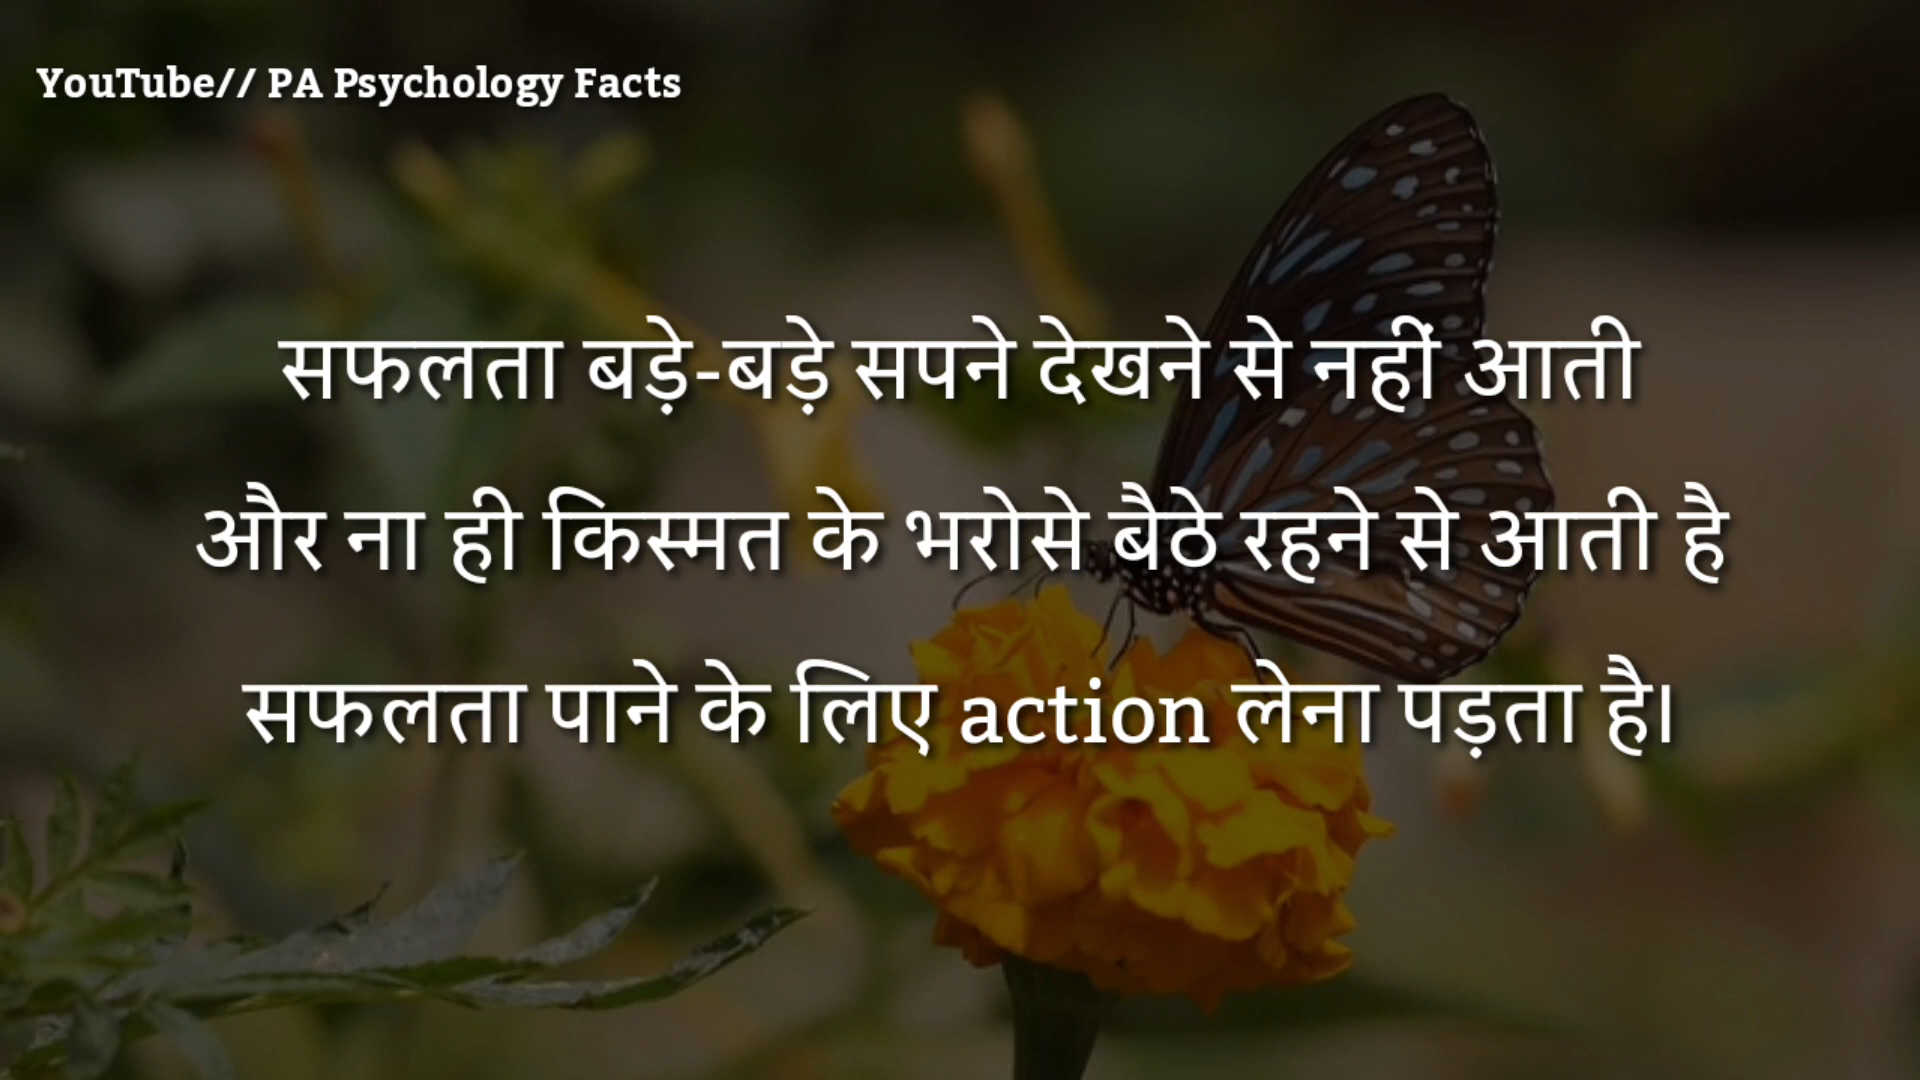 YouTube// PA Psychology Facts
सफलता बड़े-बड़े सपने देखने से नहीं आती
और ना ही किस्मत के भरोसे बैठे रहने से आती है
सफलता पाने के लिए action लेना पड़ता है।